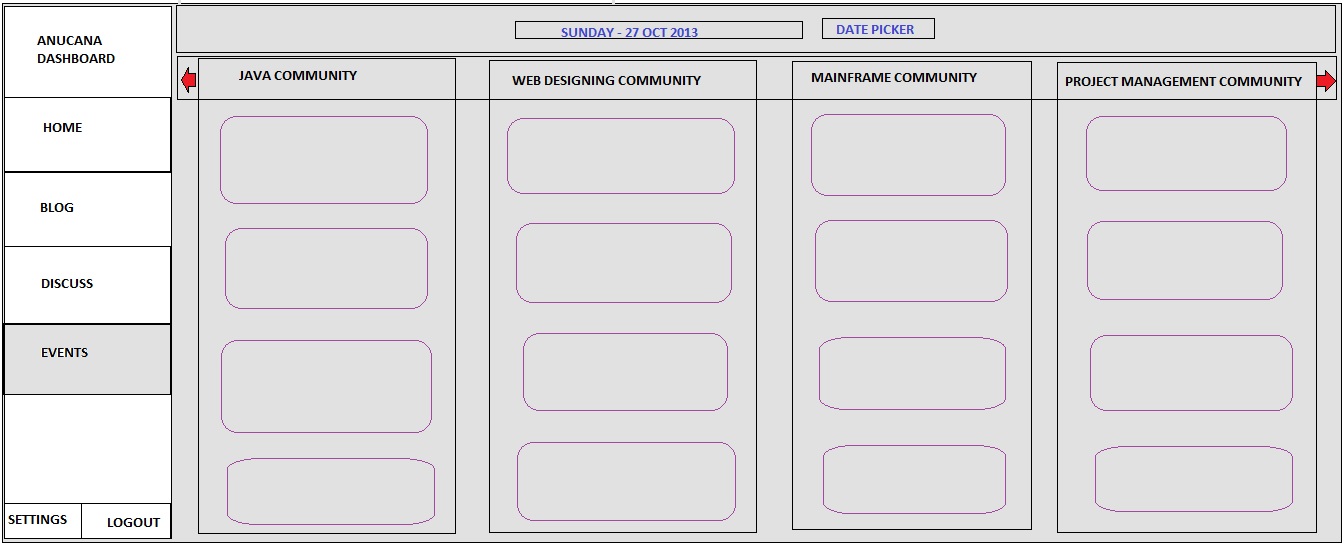 ANUCANA
DASHBOARD
HOME
BLOG
DISCUSS
EVENTS
SETTINGS
LOGOUT
SUNDAY - 27 OCT 2013
DATE PICKER
JAVA COMMUNITY
WEB DESIGNING COMMUNITY
MAINFRAME COMMUNITY
PROJECT MANAGEMENT COMMUNITY